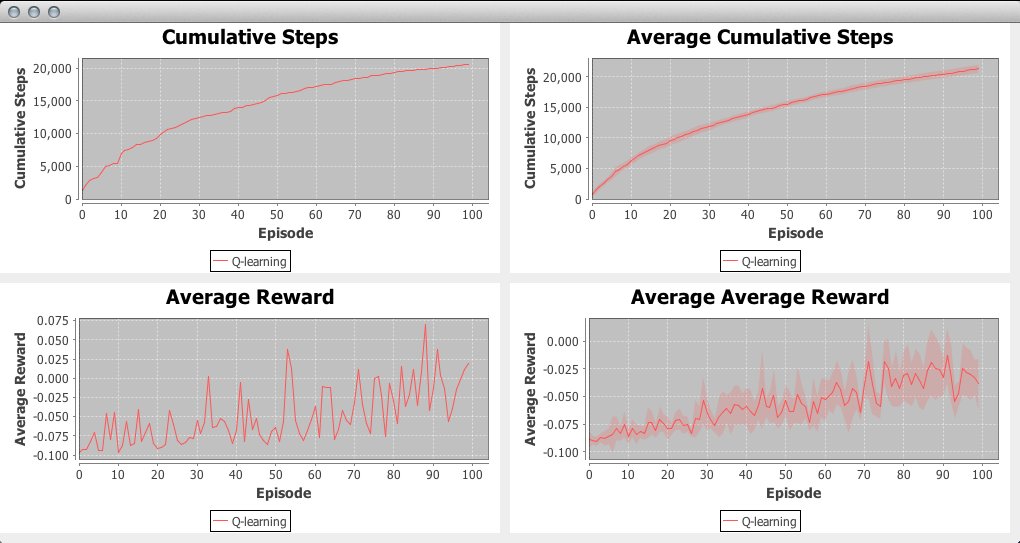 Cumulative Steps
Cumulative Steps
20,000
15,000
10,000
5,000
0
0 10 20 30 40 50 60 70 80 90 100
Episode
Q-learning
Average Cumulative Steps
Cumulative Steps
20,000
15,000
10,000
5,000
0
0 10 20 30 40 50 60 70 80 90 100
Episode
Q-learning
Average Reward
Average Reward
0.075
0.050
0.025
0.000
-0.025
-0.050
-0.075
-0.100
0 10 20 30 40 50 60 70 80 90 100
Episode
Q-learning
Average Average Reward
Average Reward
0.000
-0.025
-0.050
-0.075
-0.100
0 10 20 30 40 50 60 70 80 90 100
Episode
Q-learning